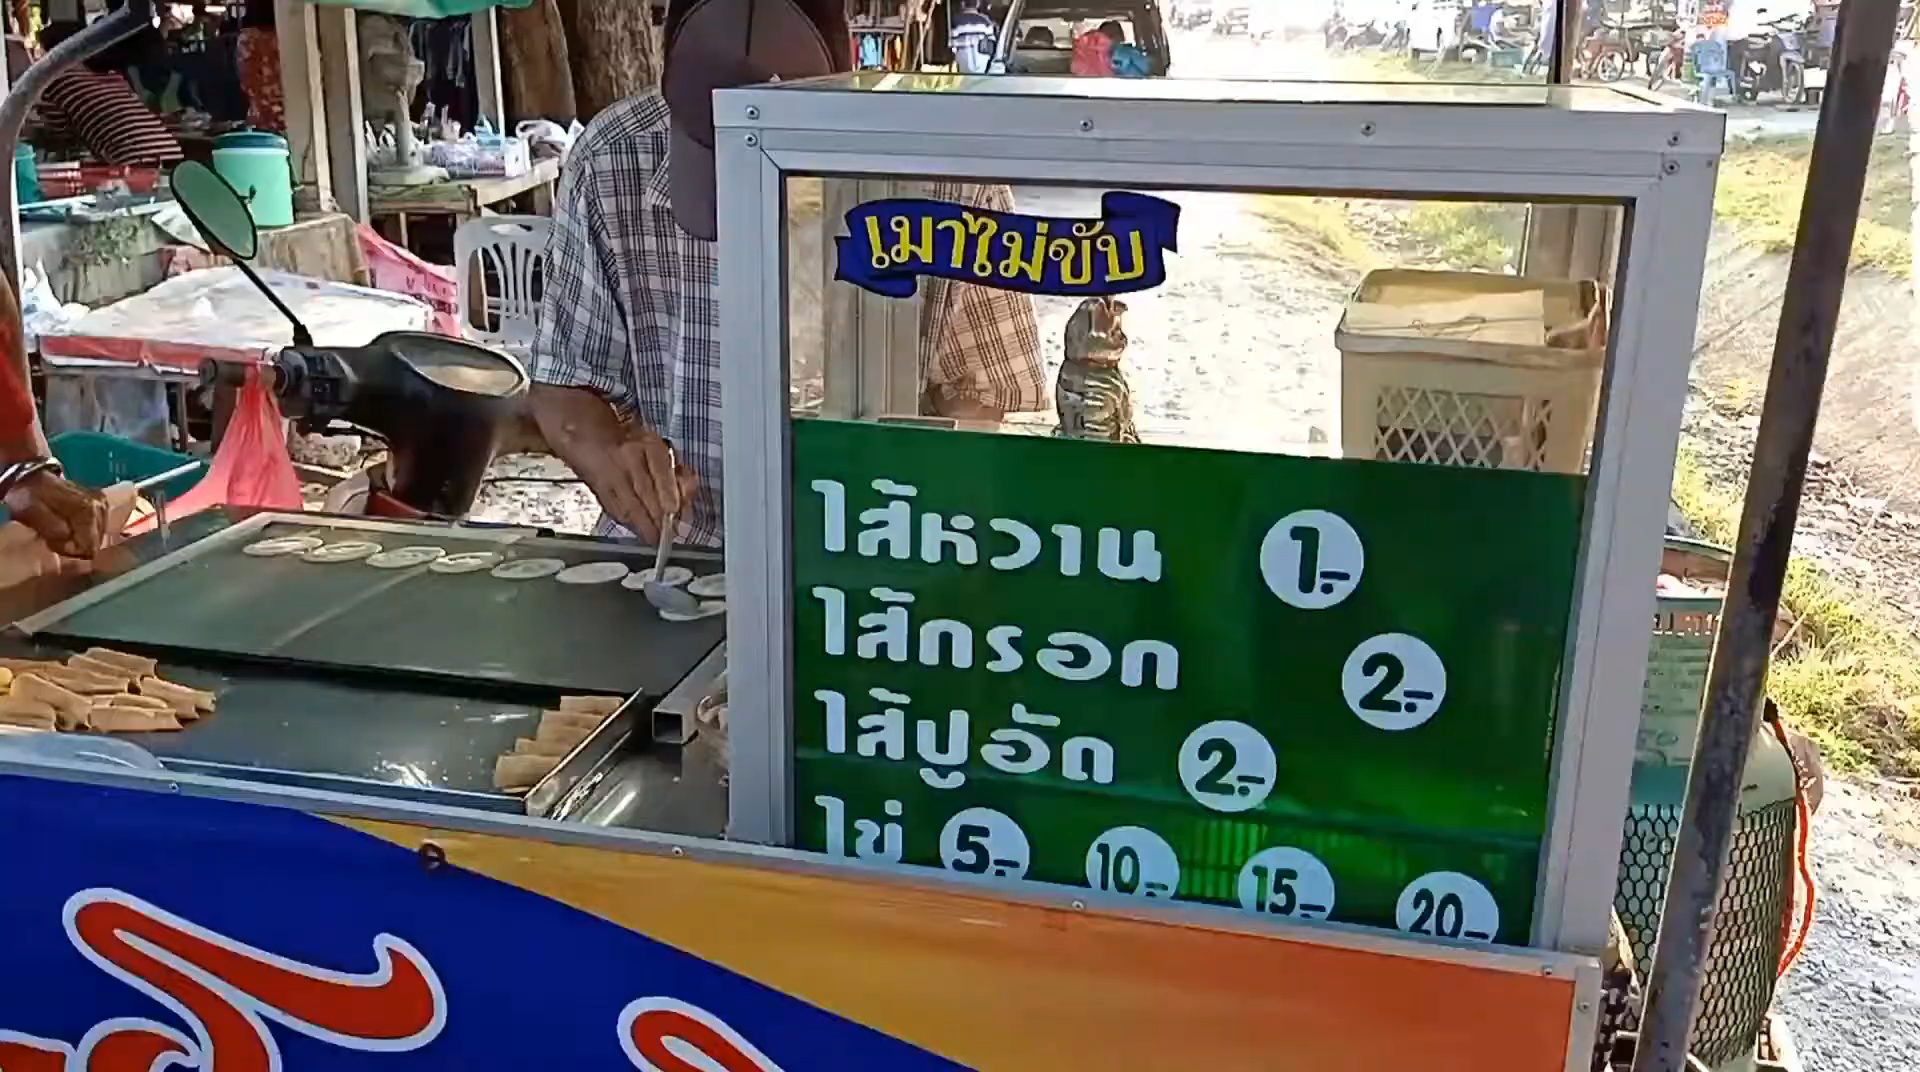 เมาไม่ขับ
ไส้หวาน 1.-
ไส้กรอก 2.-
ไส้ปูอัด 2.-
ไข่ 5.- 10.- 15.- 20.-